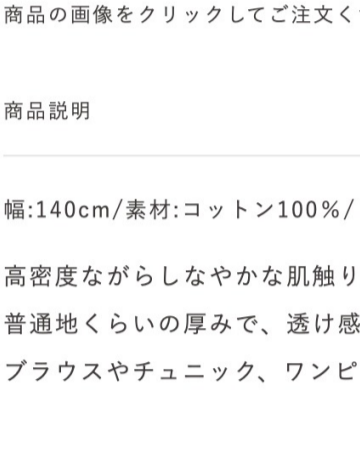 商品の画像をクリックしてご注文く
商品説明
幅:140cm/素材:コットン100%/
高密度ながらしなやかな肌触り
普通地くらいの厚みで、透け感
ブラウスやチュニック、ワンピ